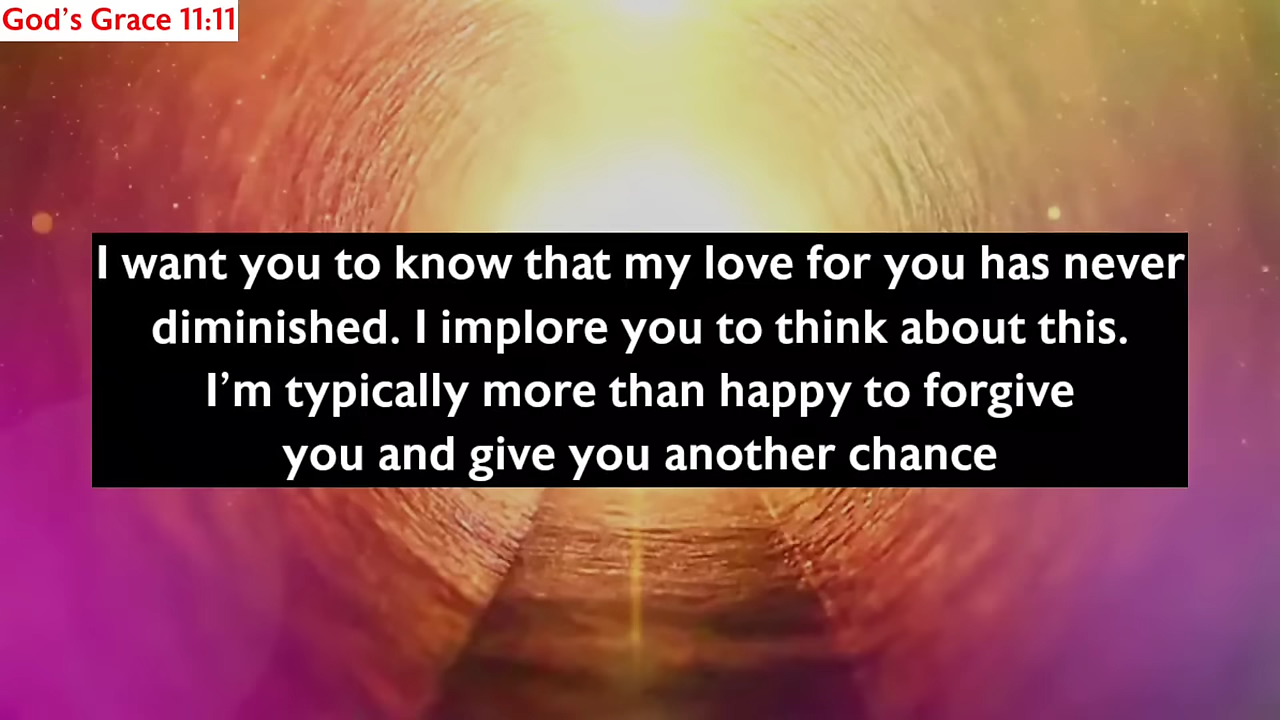 God’s Grace 11:11
I want you to know that my love for you has never
diminished. I implore you to think about this.
I’m typically more than happy to forgive
you and give you another chance